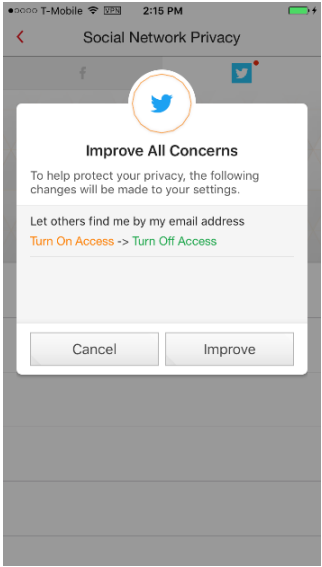 T-Mobile VPN 2:15 PM
Social Network Privacy
Improve All Concerns
To help protect your privacy, the following
changes will be made to your settings.
Let others find me by my email address
Turn On Access -> Turn Off Access
Cancel Improve